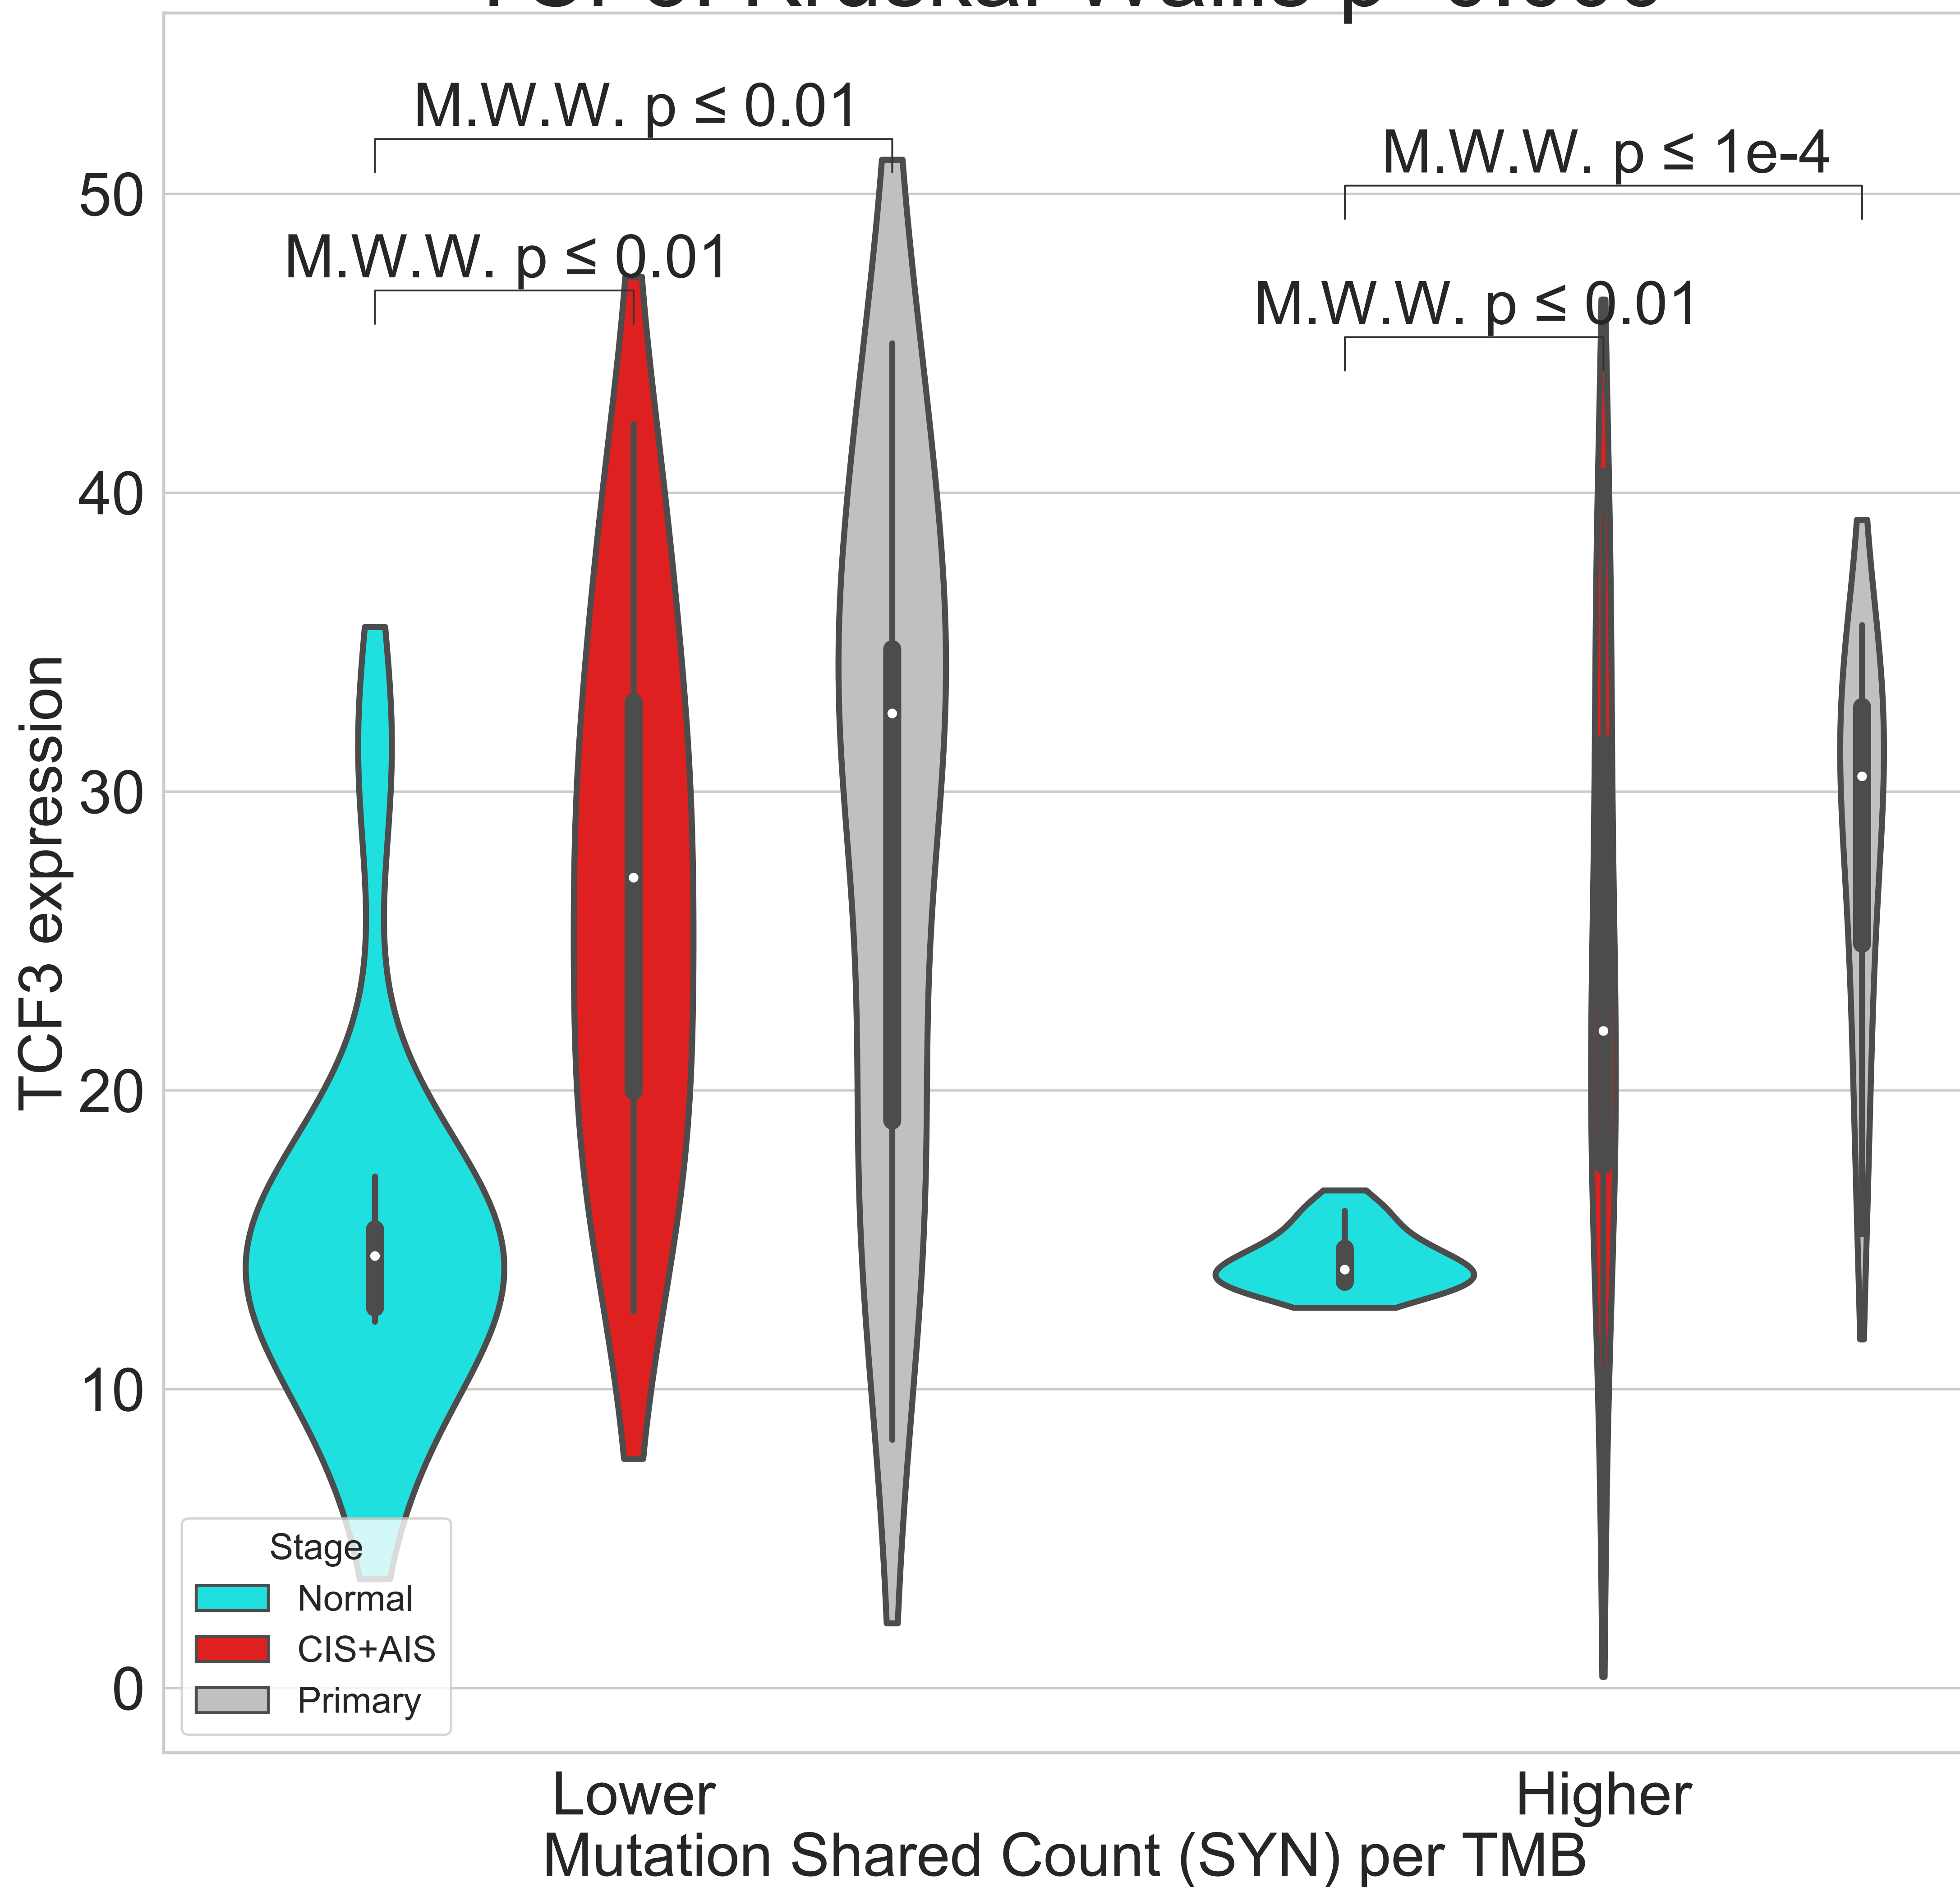 M.W.W. p ≤ 0.01
M.W.W. p ≤ 1e-4
M.W.W. p ≤ 0.01
M.W.W. p ≤ 0.01
50
40
30
20
10
0
TCF3 expression
Stage
Normal
CIS+AIS
Primary
Lower
Higher
Mutation Shared Count (SYN) per TMB